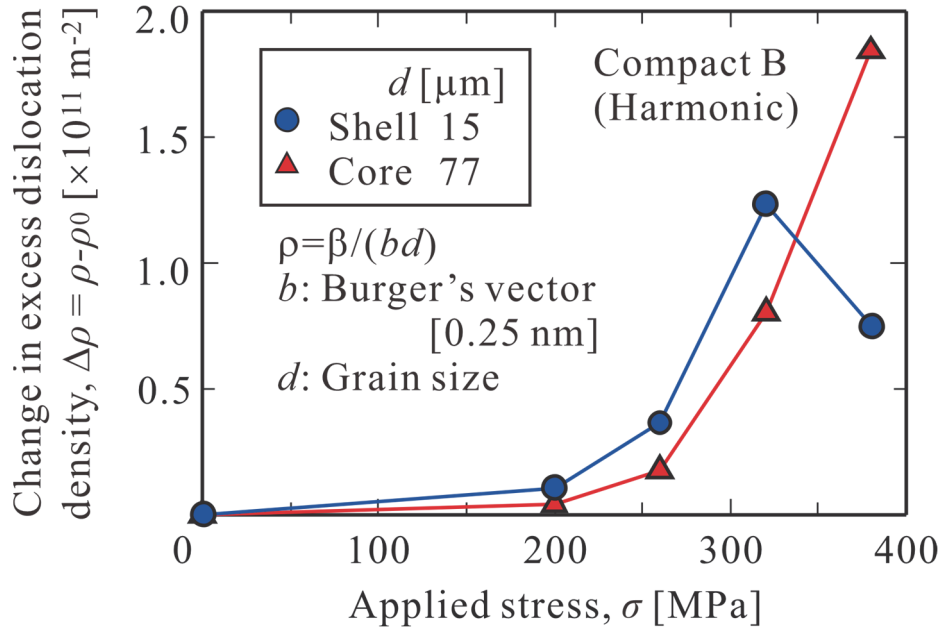 Change in excess dislocation
density, Δρ = ρ-ρ0 [×10¹¹ m⁻²]
2.0
1.5
1.0
0.5
d [μm]
Shell 15
Core 77
Compact B
(Harmonic)
ρ=β/(bd)
b: Burger's vector
[0.25 nm]
d: Grain size
0 100 200 300 400
Applied stress, σ [MPa]